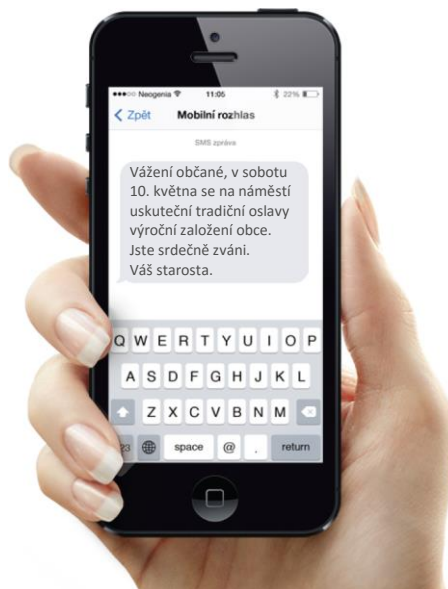 Neogenia 11:05 22%
Zpět Mobilní rozhlas
SMS zpráva
Vážení občané, v sobotu
10. května se na náměstí
uskuteční tradiční oslavy
výroční založení obce.
Jste srdečně zváni.
Váš starosta.
Q W E R T Y U I O P
A S D F G H J K L
Z X C V B N M
space @ . return